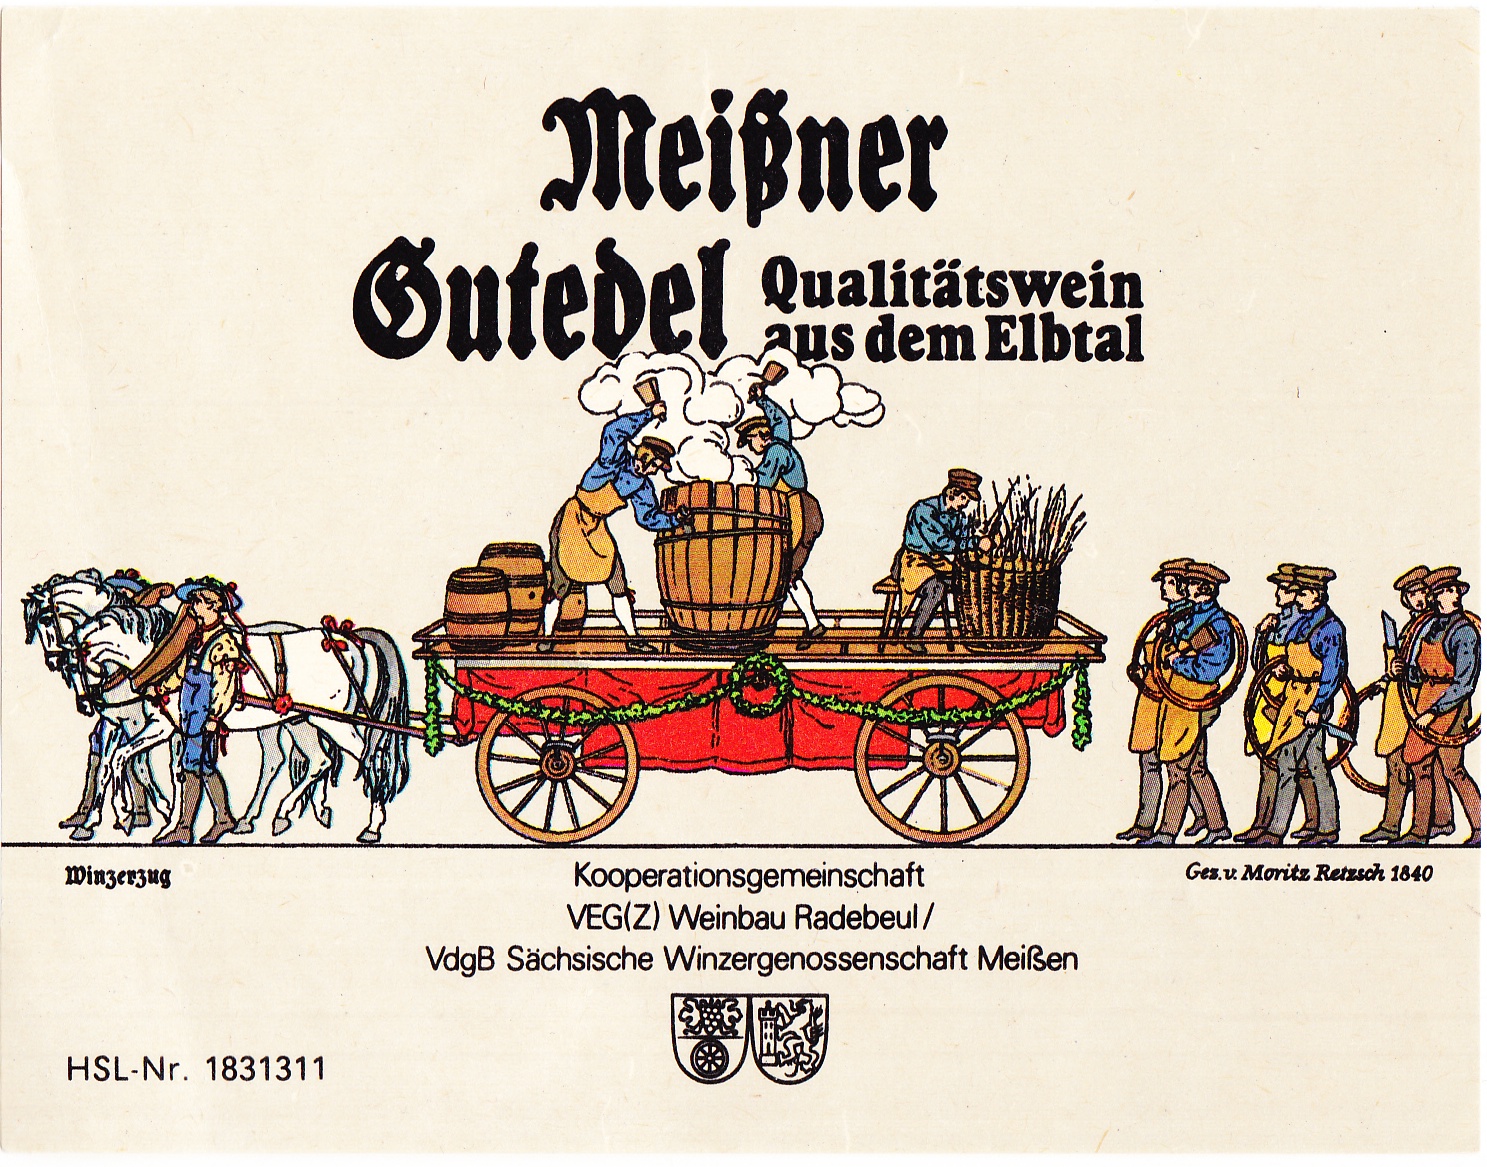 Meißner
Gutedel
Qualitätswein
aus dem Elbtal
Winzerzug
Gez. v. Moritz Retzsch 1840
Kooperationsgemeinschaft
VEG(Z) Weinbau Radebeul/
VdgB Sächsische Winzergenossenschaft Meißen
HSL-Nr. 1831311